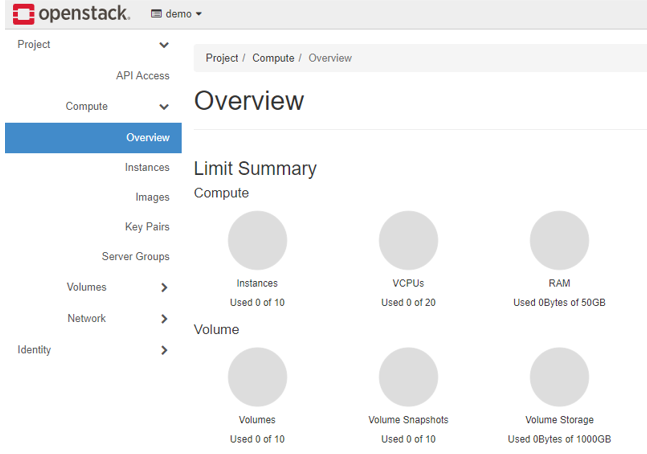 openstack. demo
Project
API Access
Compute
Overview
Instances
Images
Key Pairs
Server Groups
Volumes
Network
Identity
Project / Compute / Overview
Overview
Limit Summary
Compute
Instances
Used 0 of 10
VCPUs
Used 0 of 20
RAM
Used 0Bytes of 50GB
Volume
Volumes
Used 0 of 10
Volume Snapshots
Used 0 of 10
Volume Storage
Used 0Bytes of 1000GB